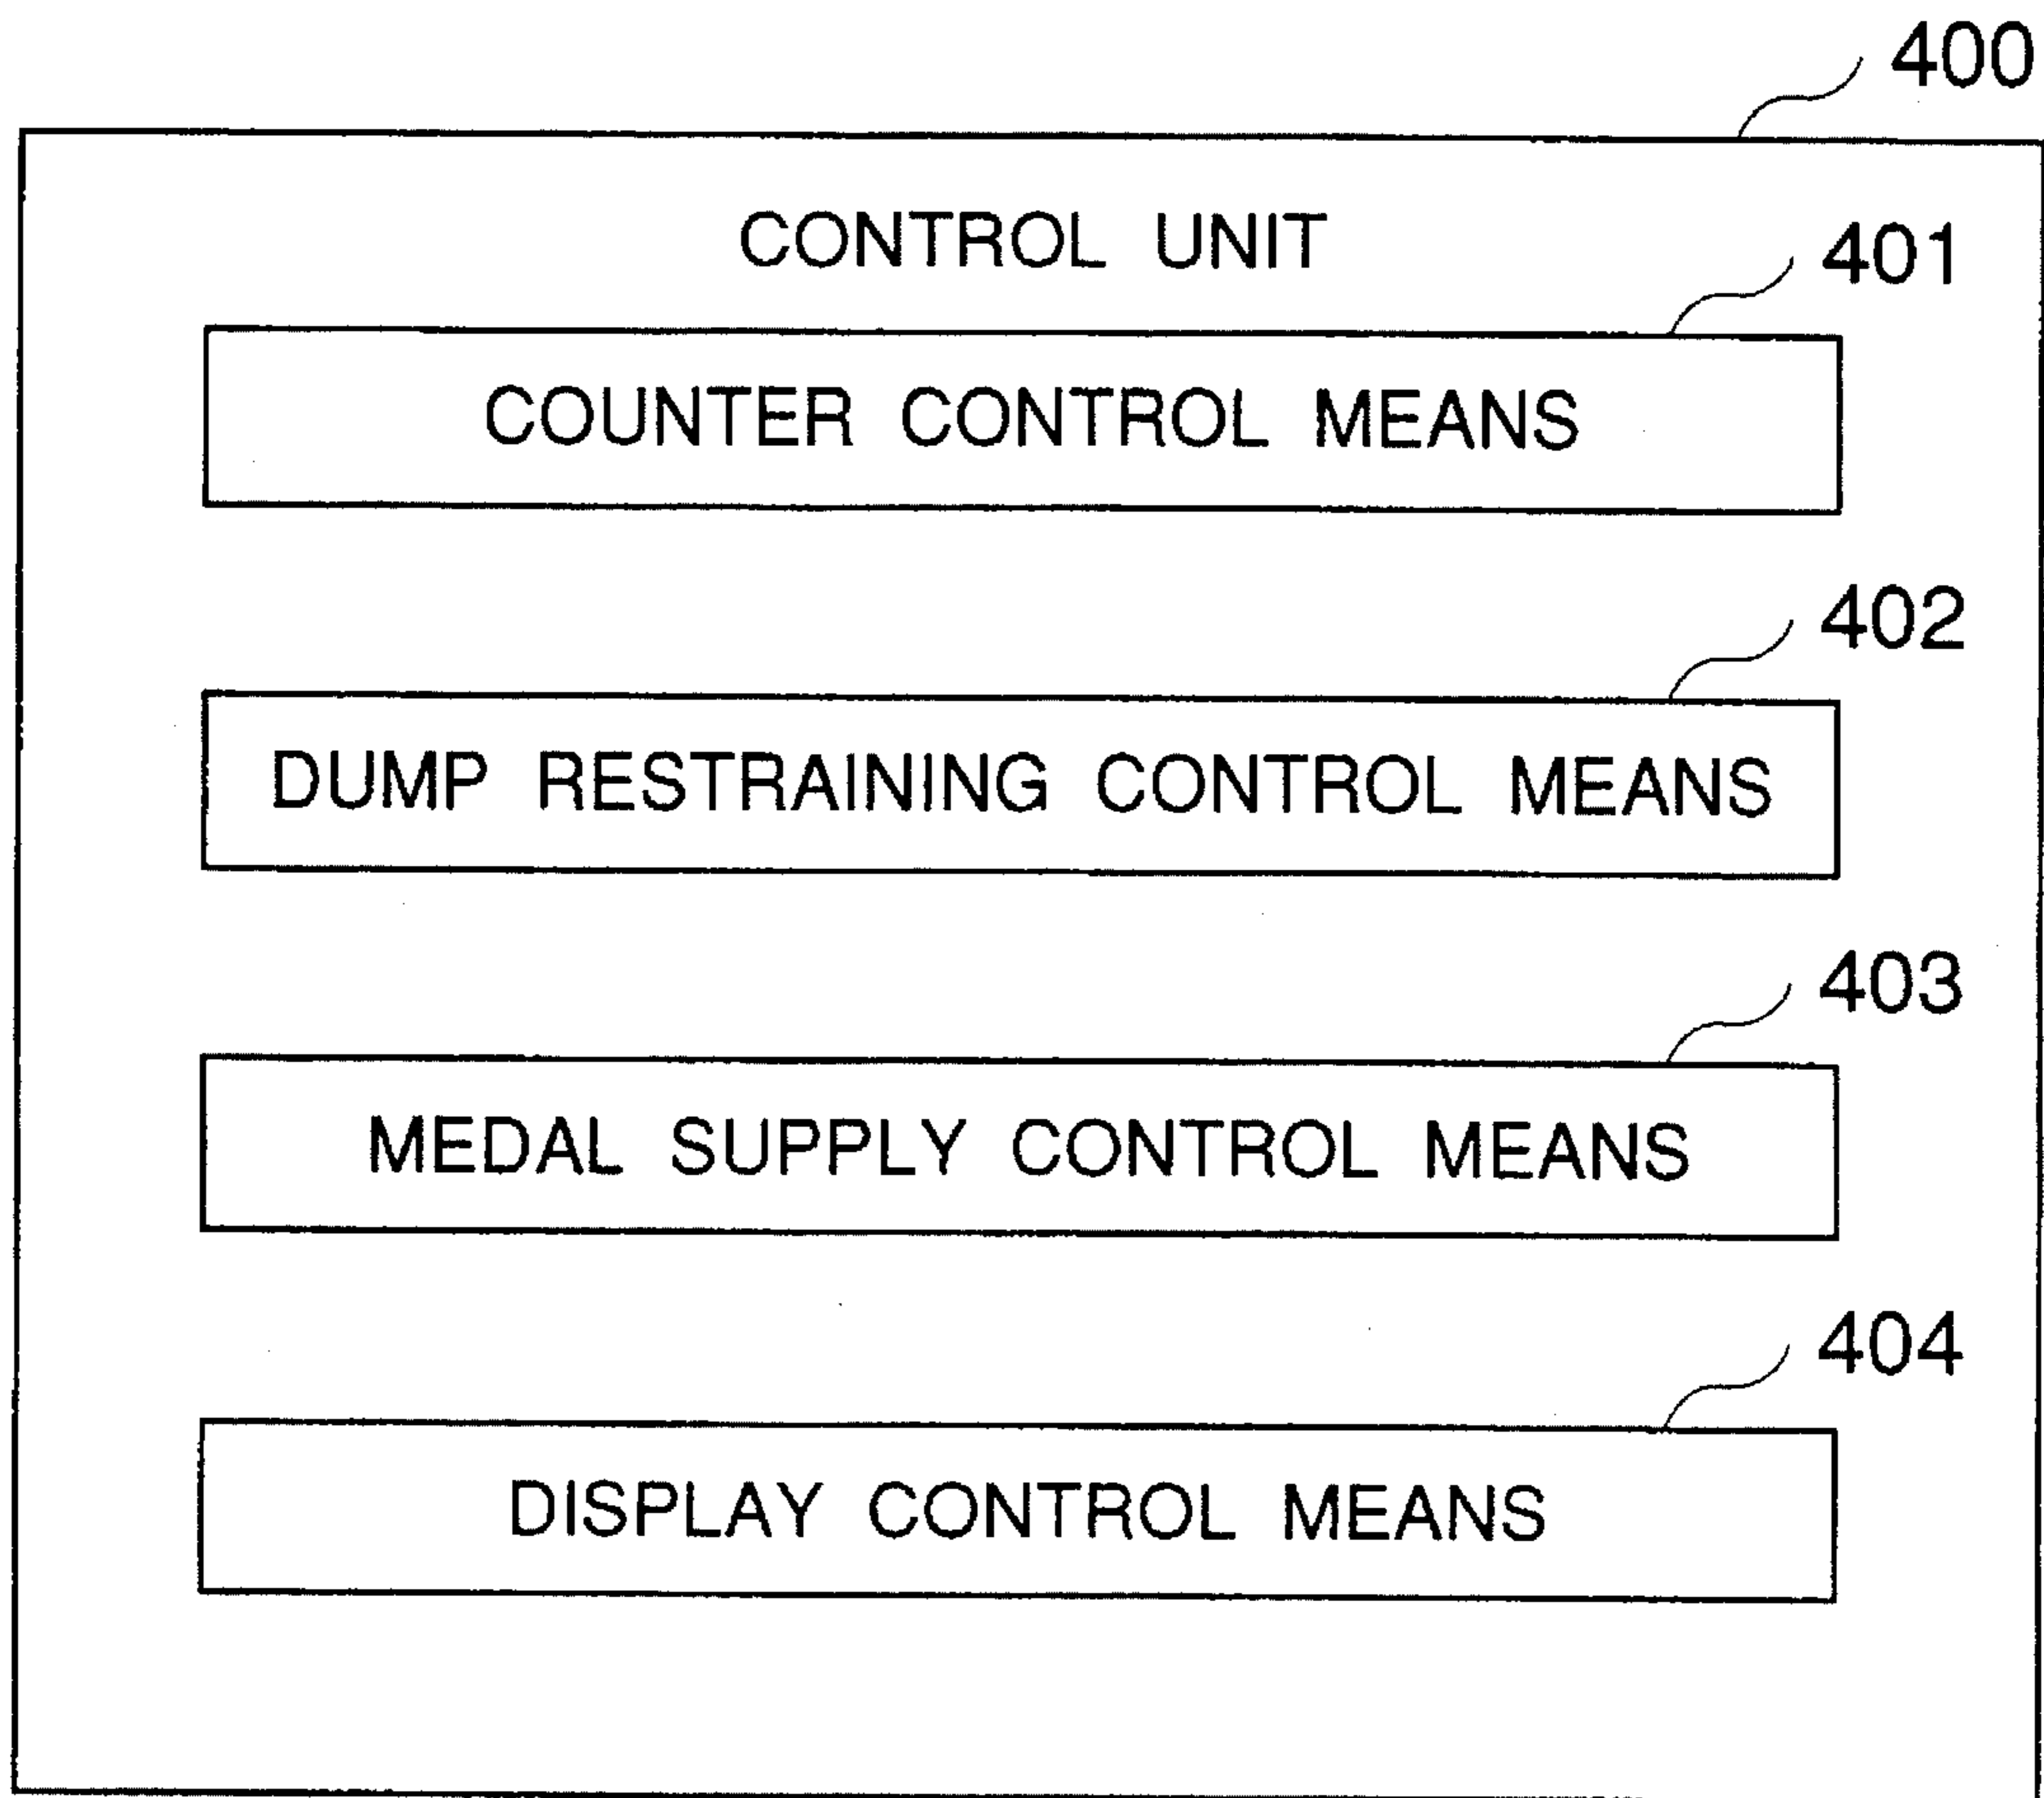 400
CONTROL UNIT
401
COUNTER CONTROL MEANS
402
DUMP RESTRAINING CONTROL MEANS
403
MEDAL SUPPLY CONTROL MEANS
404
DISPLAY CONTROL MEANS